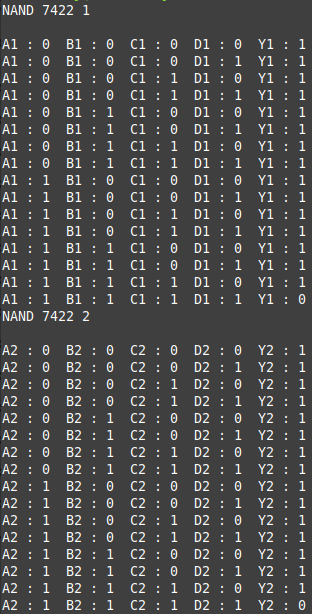 NAND 7422 1
A1 : 0 B1 : 0 C1 : 0 D1 : 0 Y1 : 1
A1 : 0 B1 : 0 C1 : 0 D1 : 1 Y1 : 1
A1 : 0 B1 : 0 C1 : 1 D1 : 0 Y1 : 1
A1 : 0 B1 : 0 C1 : 1 D1 : 1 Y1 : 1
A1 : 0 B1 : 1 C1 : 0 D1 : 0 Y1 : 1
A1 : 0 B1 : 1 C1 : 0 D1 : 1 Y1 : 1
A1 : 0 B1 : 1 C1 : 1 D1 : 0 Y1 : 1
A1 : 0 B1 : 1 C1 : 1 D1 : 1 Y1 : 1
A1 : 1 B1 : 0 C1 : 0 D1 : 0 Y1 : 1
A1 : 1 B1 : 0 C1 : 0 D1 : 1 Y1 : 1
A1 : 1 B1 : 0 C1 : 1 D1 : 0 Y1 : 1
A1 : 1 B1 : 0 C1 : 1 D1 : 1 Y1 : 1
A1 : 1 B1 : 1 C1 : 0 D1 : 0 Y1 : 1
A1 : 1 B1 : 1 C1 : 0 D1 : 1 Y1 : 1
A1 : 1 B1 : 1 C1 : 1 D1 : 0 Y1 : 1
A1 : 1 B1 : 1 C1 : 1 D1 : 1 Y1 : 0
NAND 7422 2
A2 : 0 B2 : 0 C2 : 0 D2 : 0 Y2 : 1
A2 : 0 B2 : 0 C2 : 0 D2 : 1 Y2 : 1
A2 : 0 B2 : 0 C2 : 1 D2 : 0 Y2 : 1
A2 : 0 B2 : 0 C2 : 1 D2 : 1 Y2 : 1
A2 : 0 B2 : 1 C2 : 0 D2 : 0 Y2 : 1
A2 : 0 B2 : 1 C2 : 0 D2 : 1 Y2 : 1
A2 : 0 B2 : 1 C2 : 1 D2 : 0 Y2 : 1
A2 : 0 B2 : 1 C2 : 1 D2 : 1 Y2 : 1
A2 : 1 B2 : 0 C2 : 0 D2 : 0 Y2 : 1
A2 : 1 B2 : 0 C2 : 0 D2 : 1 Y2 : 1
A2 : 1 B2 : 0 C2 : 1 D2 : 0 Y2 : 1
A2 : 1 B2 : 0 C2 : 1 D2 : 1 Y2 : 1
A2 : 1 B2 : 1 C2 : 0 D2 : 0 Y2 : 1
A2 : 1 B2 : 1 C2 : 0 D2 : 1 Y2 : 1
A2 : 1 B2 : 1 C2 : 1 D2 : 0 Y2 : 1
A2 : 1 B2 : 1 C2 : 1 D2 : 1 Y2 : 0